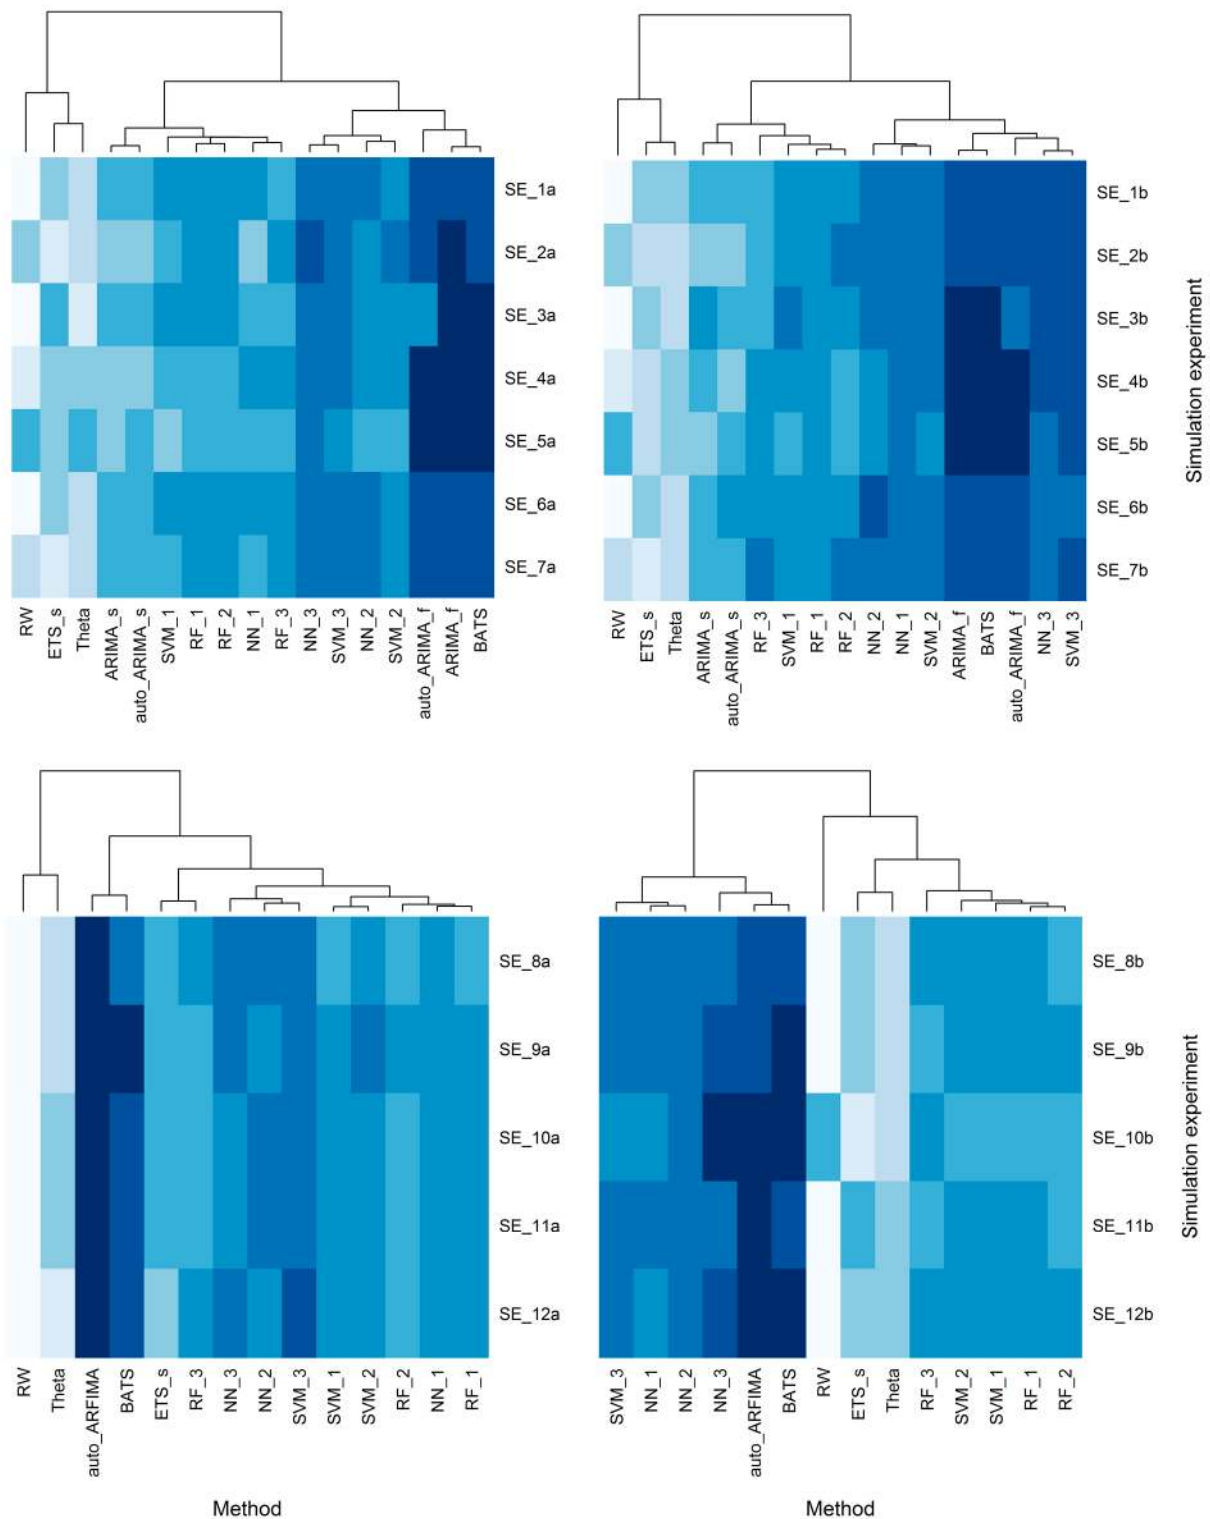 SE_1a
SE_2a
SE_3a
SE_4a
SE_5a
SE_6a
SE_7a
RW
ETS_s
Theta
ARIMA_s
auto_ARIMA_s
SVM_1
RF_1
RF_2
NN_1
RF_3
NN_3
SVM_3
NN_2
SVM_2
auto_ARIMA_f
ARIMA_f
BATS
SE_1b
SE_2b
SE_3b
SE_4b
SE_5b
SE_6b
SE_7b
Simulation experiment
RW
ETS_s
Theta
ARIMA_s
auto_ARIMA_s
RF_3
SVM_1
RF_1
RF_2
NN_2
NN_1
SVM_2
ARIMA_f
BATS
auto_ARIMA_f
NN_3
SVM_3
SE_8a
SE_9a
SE_10a
SE_11a
SE_12a
RW
Theta
auto_ARFIMA
BATS
ETS_s
RF_3
NN_3
NN_2
SVM_3
SVM_1
SVM_2
RF_2
NN_1
RF_1
Method
SE_8b
SE_9b
SE_10b
SE_11b
SE_12b
Simulation experiment
SVM_3
NN_1
NN_2
NN_3
auto_ARFIMA
BATS
RW
ETS_s
Theta
RF_3
SVM_2
SVM_1
RF_1
RF_2
Method